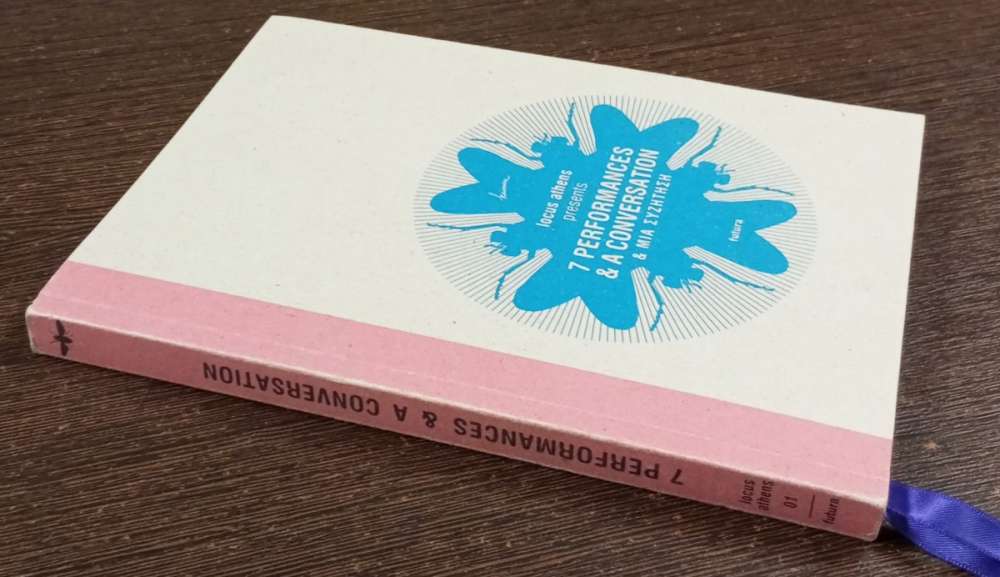 locus athens
presents
7 PERFORMANCES
& A CONVERSATION
& ΜΙΑ ΣΥΖΗΤΗΣΗ
futura
7 PERFORMANCES & A CONVERSATION
locus
athens
01
futura